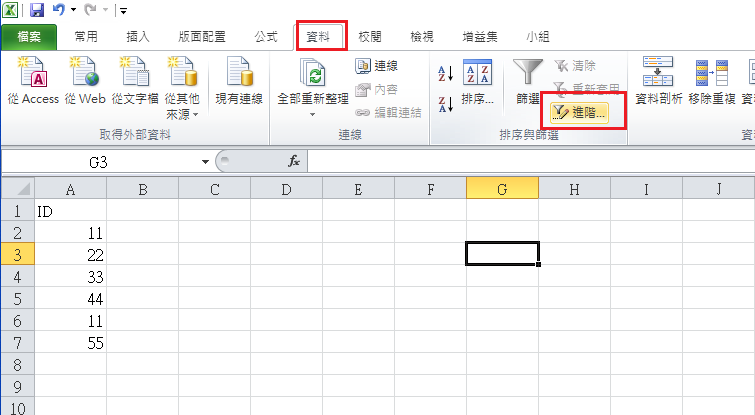 檔案 常用 插入 版面配置 公式 資料 校閱 檢視 增益集 小組
從 Access 從 Web 從文字檔 從其他來源 現有連線 全部重新整理 連線 內容 編輯連結 排序... 篩選 清除 重新套用 進階... 資料剖析 移除重複
取得外部資料 連線 排序與篩選
G3 fx
A B C D E F G H I J
1 ID
2 11
3 22
4 33
5 44
6 11
7 55
8
9
10